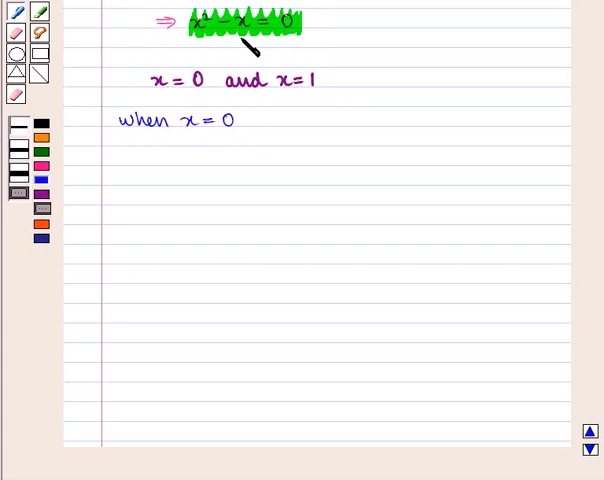 ⇒ x² - x = 0
x = 0 and x = 1
when x = 0